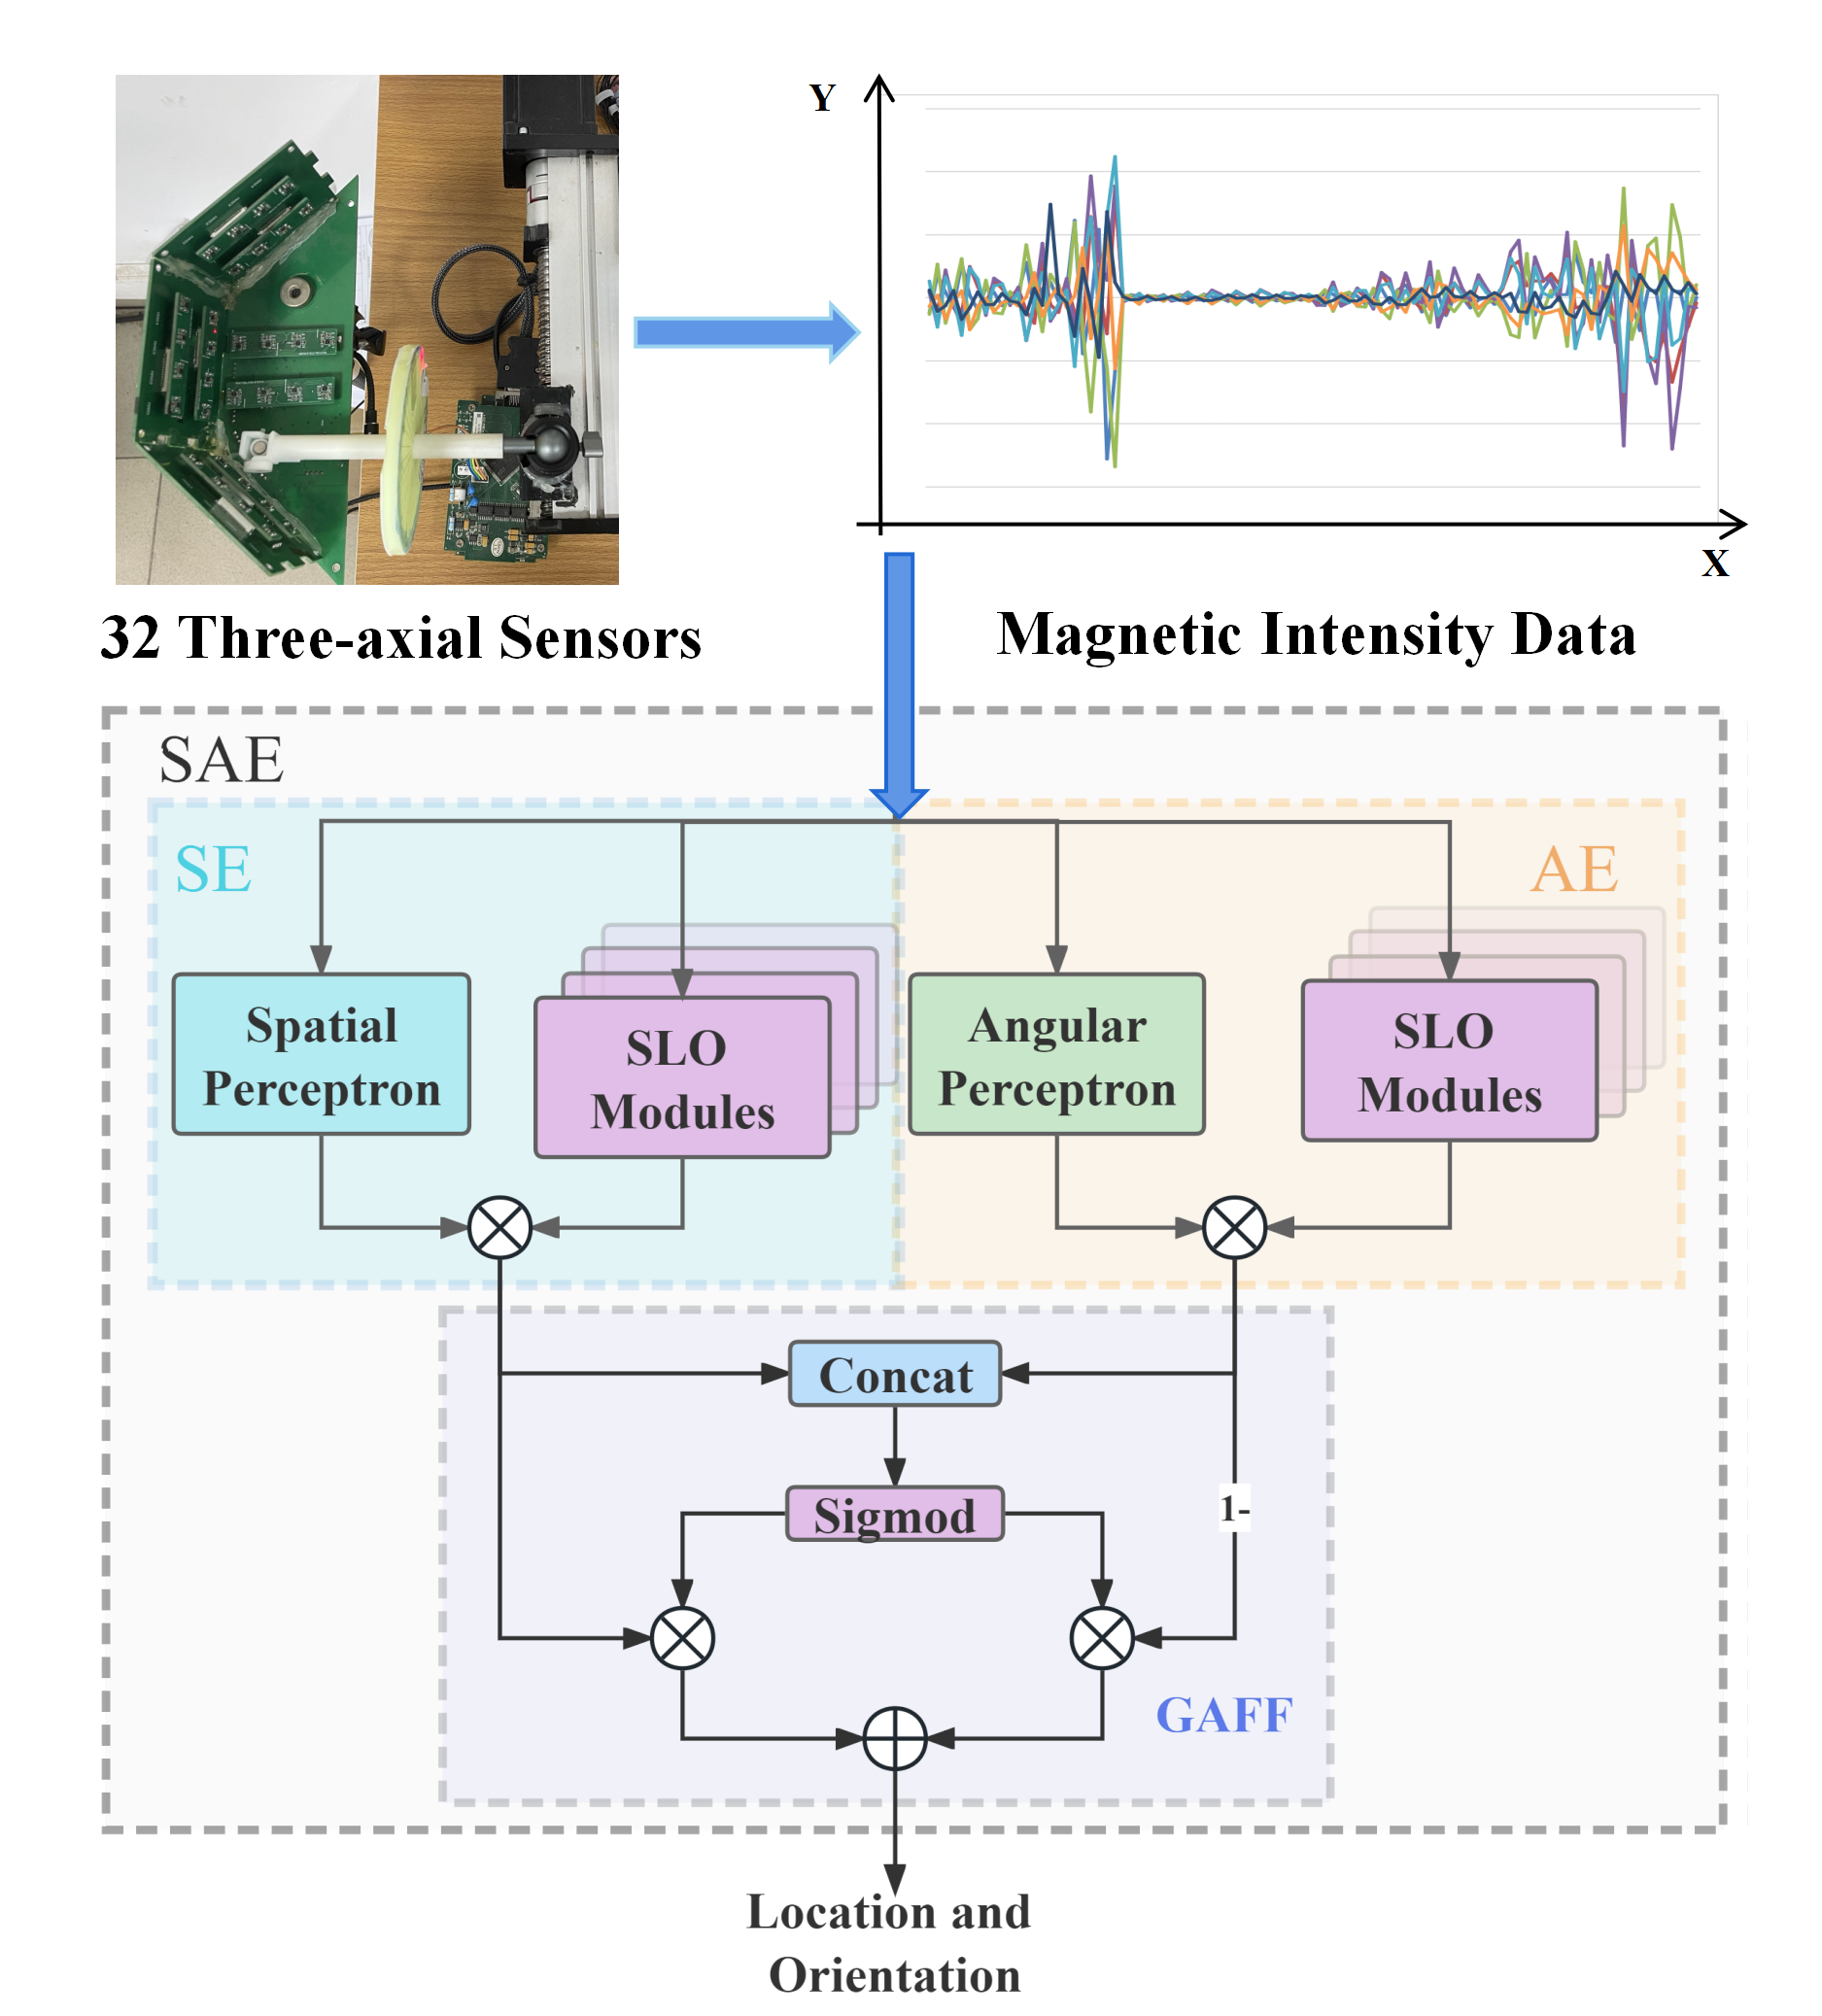 Y
X
32 Three-axial Sensors
Magnetic Intensity Data
SAE
SE
AE
Spatial
Perceptron
SLO
Modules
Angular
Perceptron
SLO
Modules
Concat
Sigmod
1-
GAFF
Location and
Orientation